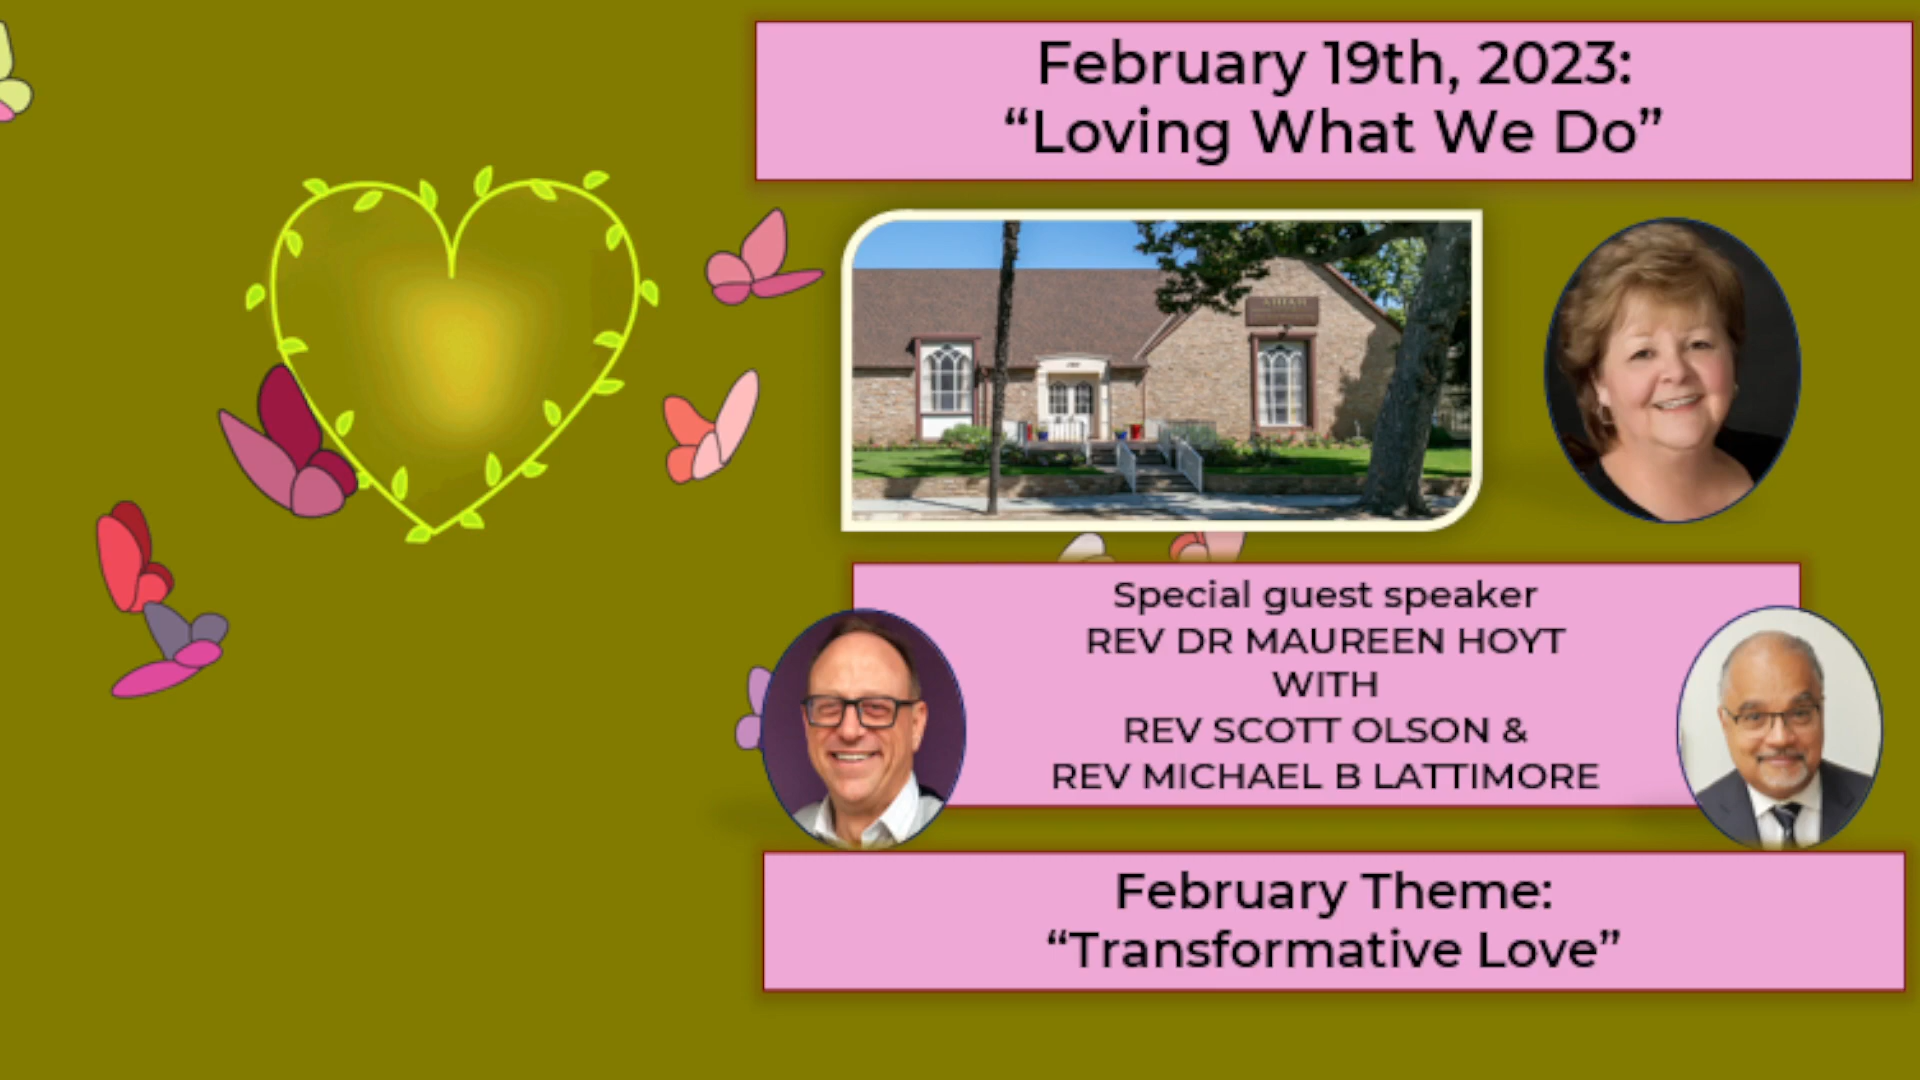 February 19th, 2023:
“Loving What We Do”
Special guest speaker
REV DR MAUREEN HOYT
WITH
REV SCOTT OLSON &
REV MICHAEL B LATTIMORE
February Theme:
“Transformative Love”